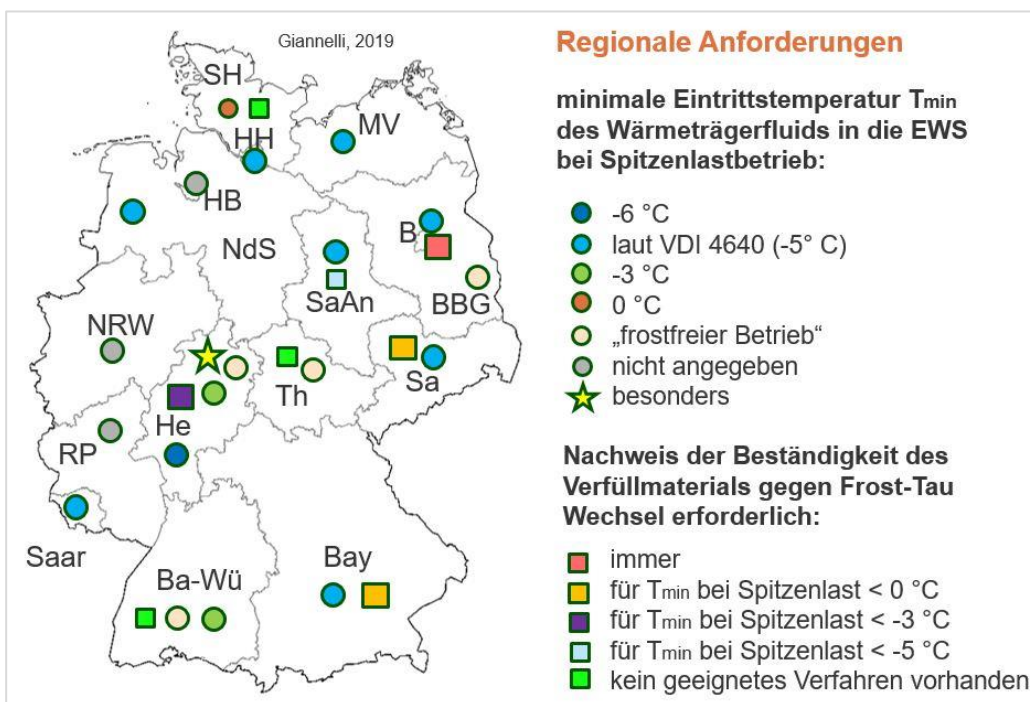 Giannelli, 2019
SH
HH
MV
HB
NdS
B
SaAn
BBG
NRW
Th
Sa
He
RP
Saar
Ba-Wü
Bay
Regionale Anforderungen
minimale Eintrittstemperatur Tmin
des Wärmeträgerfluids in die EWS
bei Spitzenlastbetrieb:
-6 °C
laut VDI 4640 (-5° C)
-3 °C
0 °C
„frostfreier Betrieb“
nicht angegeben
besonders
Nachweis der Beständigkeit des
Verfüllmaterials gegen Frost-Tau
Wechsel erforderlich:
immer
für Tmin bei Spitzenlast < 0 °C
für Tmin bei Spitzenlast < -3 °C
für Tmin bei Spitzenlast < -5 °C
kein geeignetes Verfahren vorhanden